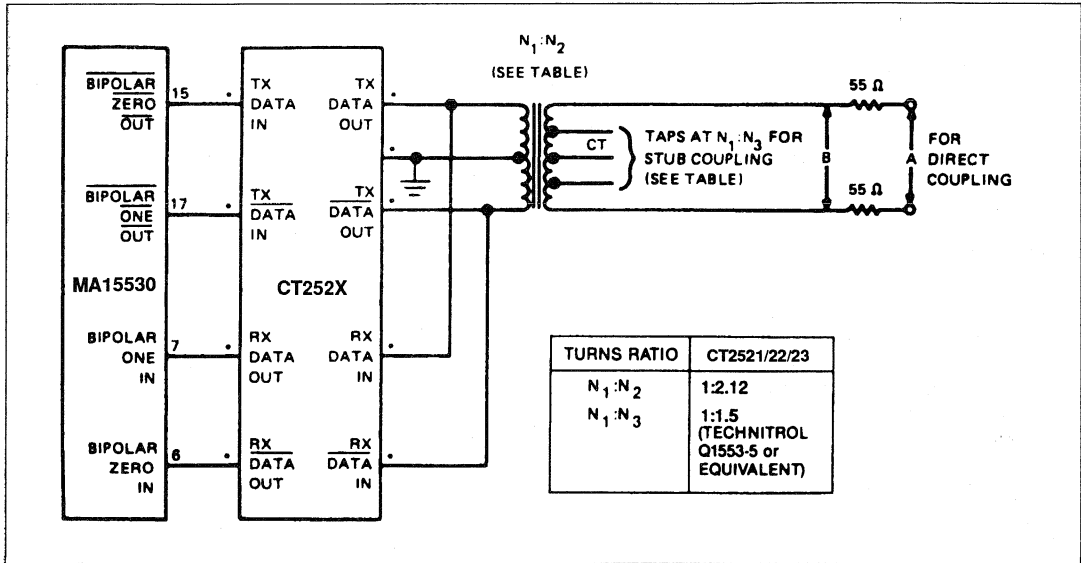 N1:N2
(SEE TABLE)
BIPOLAR
ZERO
OUT
15
TX
DATA
IN
TX
DATA
OUT
BIPOLAR
ONE
OUT
17
TX
DATA
IN
TX
DATA
OUT
MA15530
CT252X
BIPOLAR
ONE
IN
7
RX
DATA
OUT
RX
DATA
IN
BIPOLAR
ZERO
IN
6
RX
DATA
OUT
RX
DATA
IN
CT
TAPS AT N1:N3 FOR
STUB COUPLING
(SEE TABLE)
55 Ω
B
A
55 Ω
FOR
DIRECT
COUPLING
TURNS RATIO CT2521/22/23
N1:N2 1:2.12
N1:N3 1:1.5
(TECHNITROL
Q1553-5 or
EQUIVALENT)